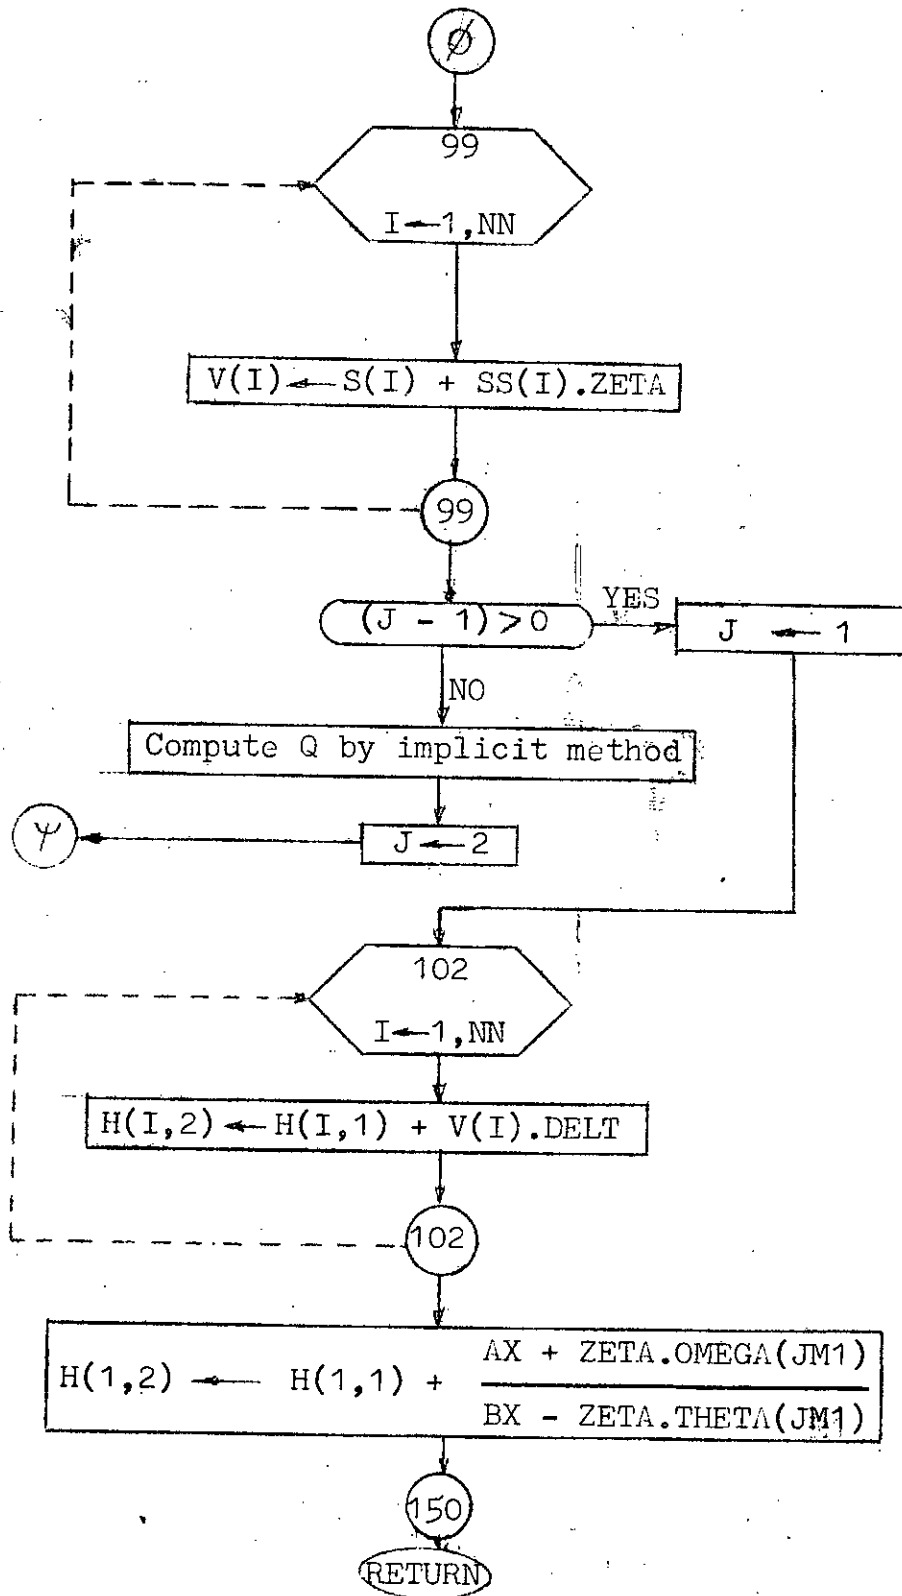 ϕ
99
I←1,NN
V(I)←S(I) + SS(I).ZETA
99
(J - 1)>0
YES
J ← 1
NO
Compute Q by implicit method
ψ
J←2
102
I←1,NN
H(I,2)←H(I,1) + V(I).DELT
102
H(1,2) ← H(1,1) + AX + ZETA.OMEGA(JM1)
BX - ZETA.THETA(JM1)
150
RETURN